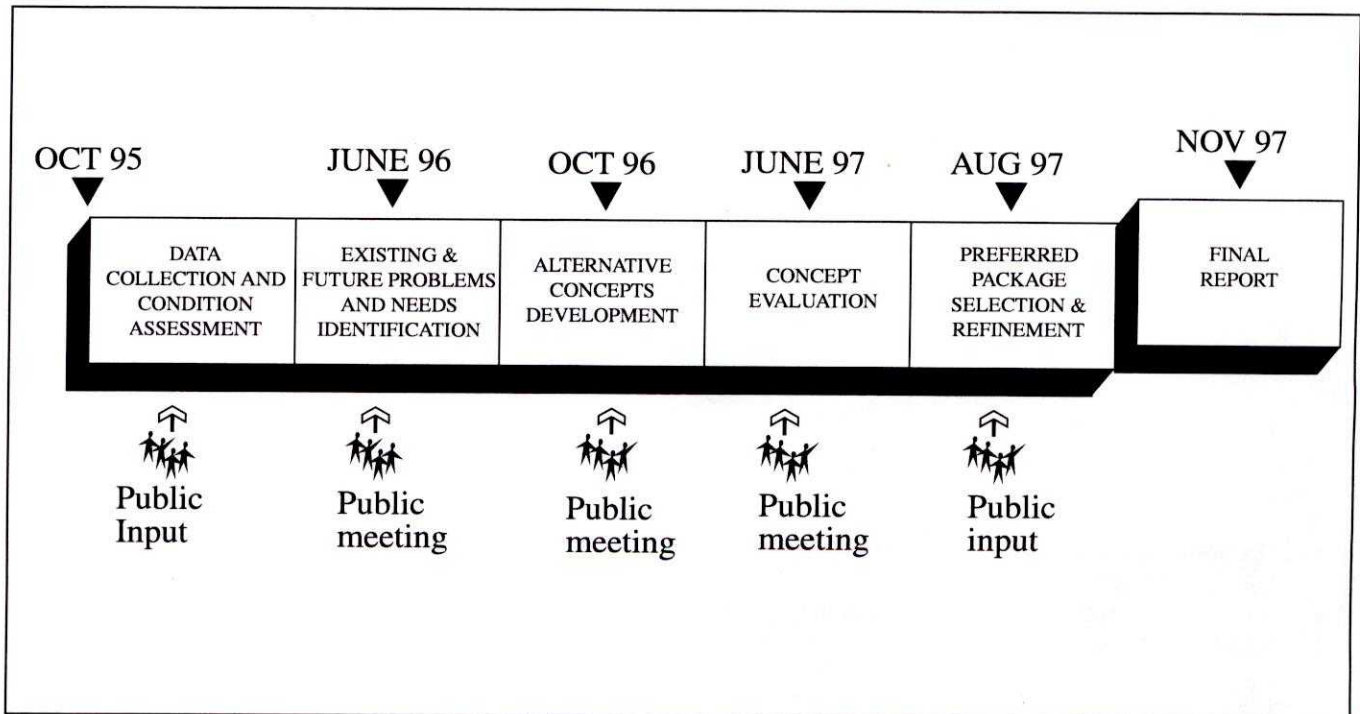 OCT 95
JUNE 96
OCT 96
JUNE 97
AUG 97
NOV 97
DATA
COLLECTION AND
CONDITION
ASSESSMENT
EXISTING &
FUTURE PROBLEMS
AND NEEDS
IDENTIFICATION
ALTERNATIVE
CONCEPTS
DEVELOPMENT
CONCEPT
EVALUATION
PREFERRED
PACKAGE
SELECTION &
REFINEMENT
FINAL
REPORT
Public
Input
Public
meeting
Public
meeting
Public
meeting
Public
input